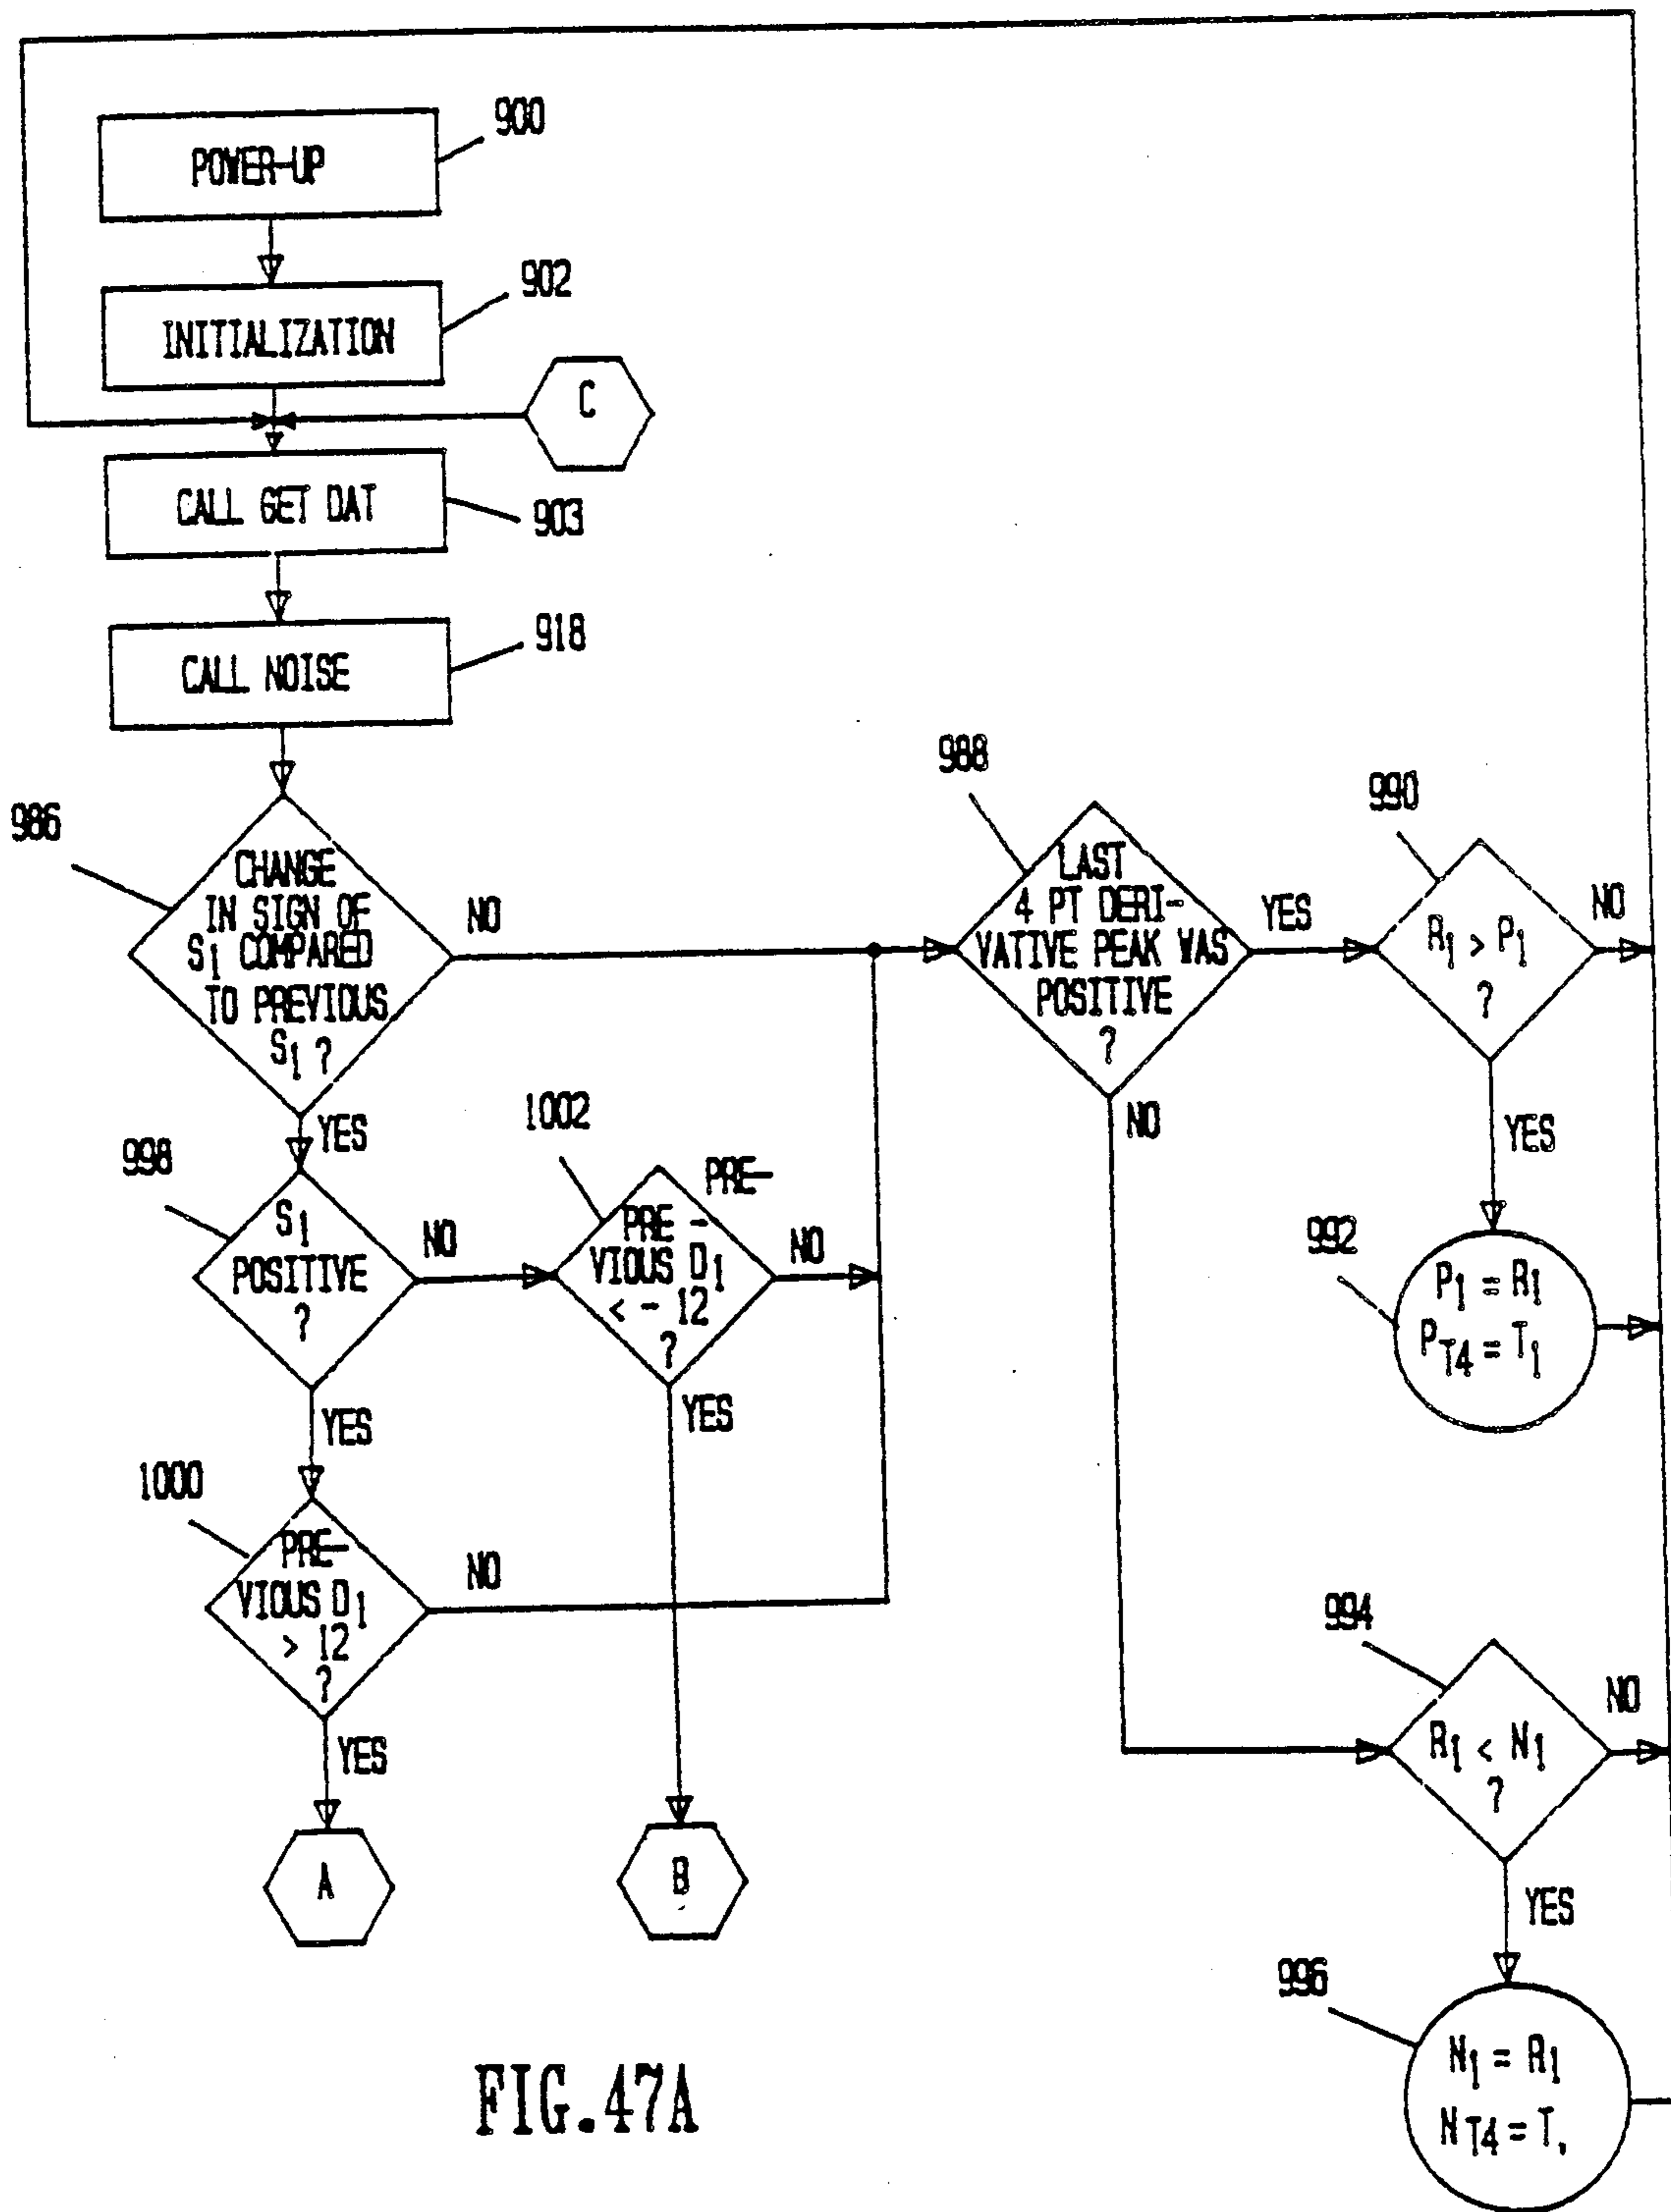 900
POWER-UP
902
INITIALIZATION
C
CALL GET DAT
903
918
CALL NOISE
986
CHANGE
IN SIGN OF
S1 COMPARED
TO PREVIOUS
S1 ?
NO
YES
988
LAST
4 PT DERI-
VATIVE PEAK WAS
POSITIVE
?
YES
NO
990
R1 > P1
?
NO
YES
992
P1 = R1
PT4 = T1
998
S1
POSITIVE
?
NO
YES
1002
PRE-
PRE -
VIOUS D1
< - 12
?
NO
YES
1000
PRE-
VIOUS D1
> 12
?
NO
YES
A
B
994
R1 < N1
?
NO
YES
996
N1 = R1
NT4 = T,
FIG.47A